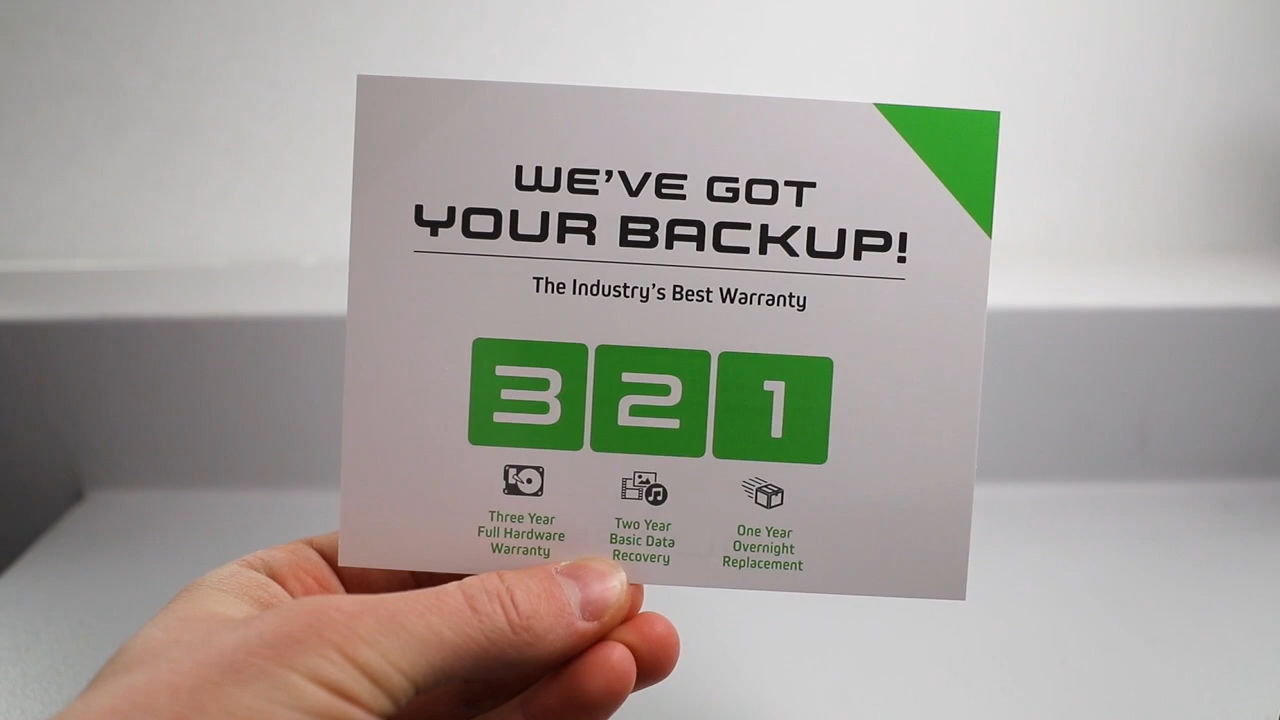 WE'VE GOT
YOUR BACKUP!
The Industry's Best Warranty
3 2 1
Three Year
Full Hardware
Warranty
Two Year
Basic Data
Recovery
One Year
Overnight
Replacement